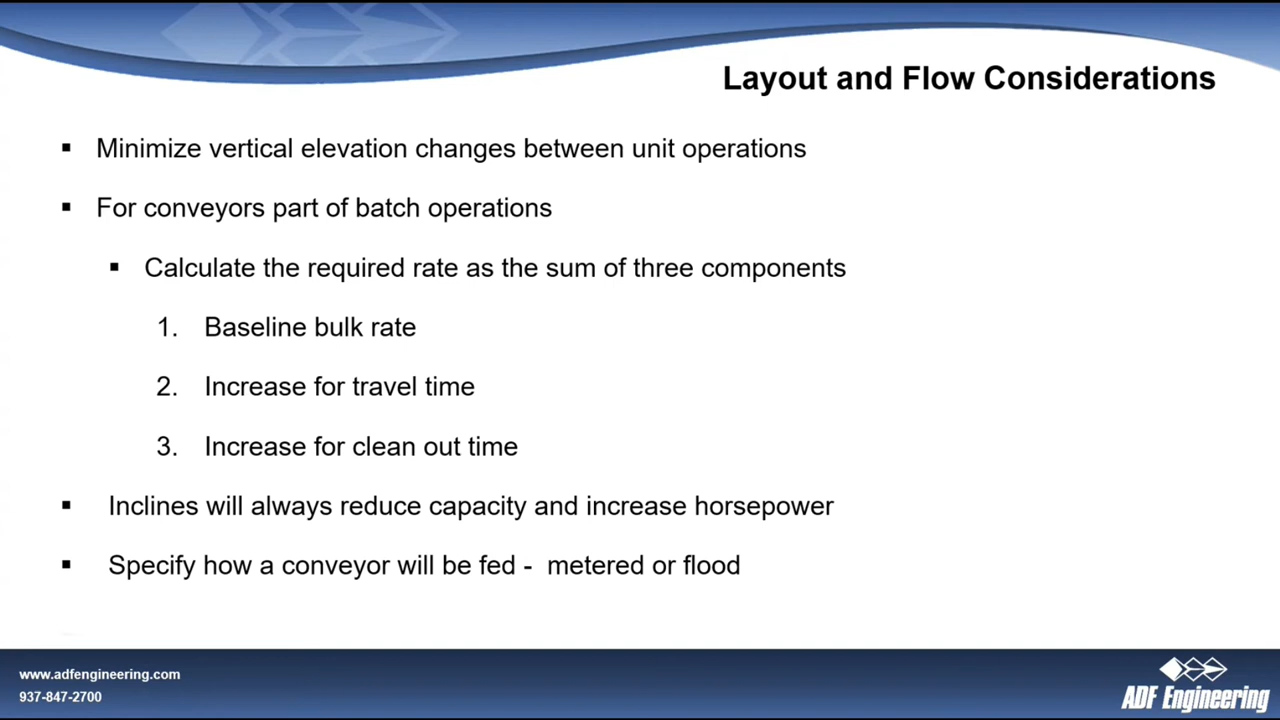 Layout and Flow Considerations
▪ Minimize vertical elevation changes between unit operations
▪ For conveyors part of batch operations
▪ Calculate the required rate as the sum of three components
1. Baseline bulk rate
2. Increase for travel time
3. Increase for clean out time
▪ Inclines will always reduce capacity and increase horsepower
▪ Specify how a conveyor will be fed - metered or flood
www.adfengineering.com
937-847-2700
ADF Engineering